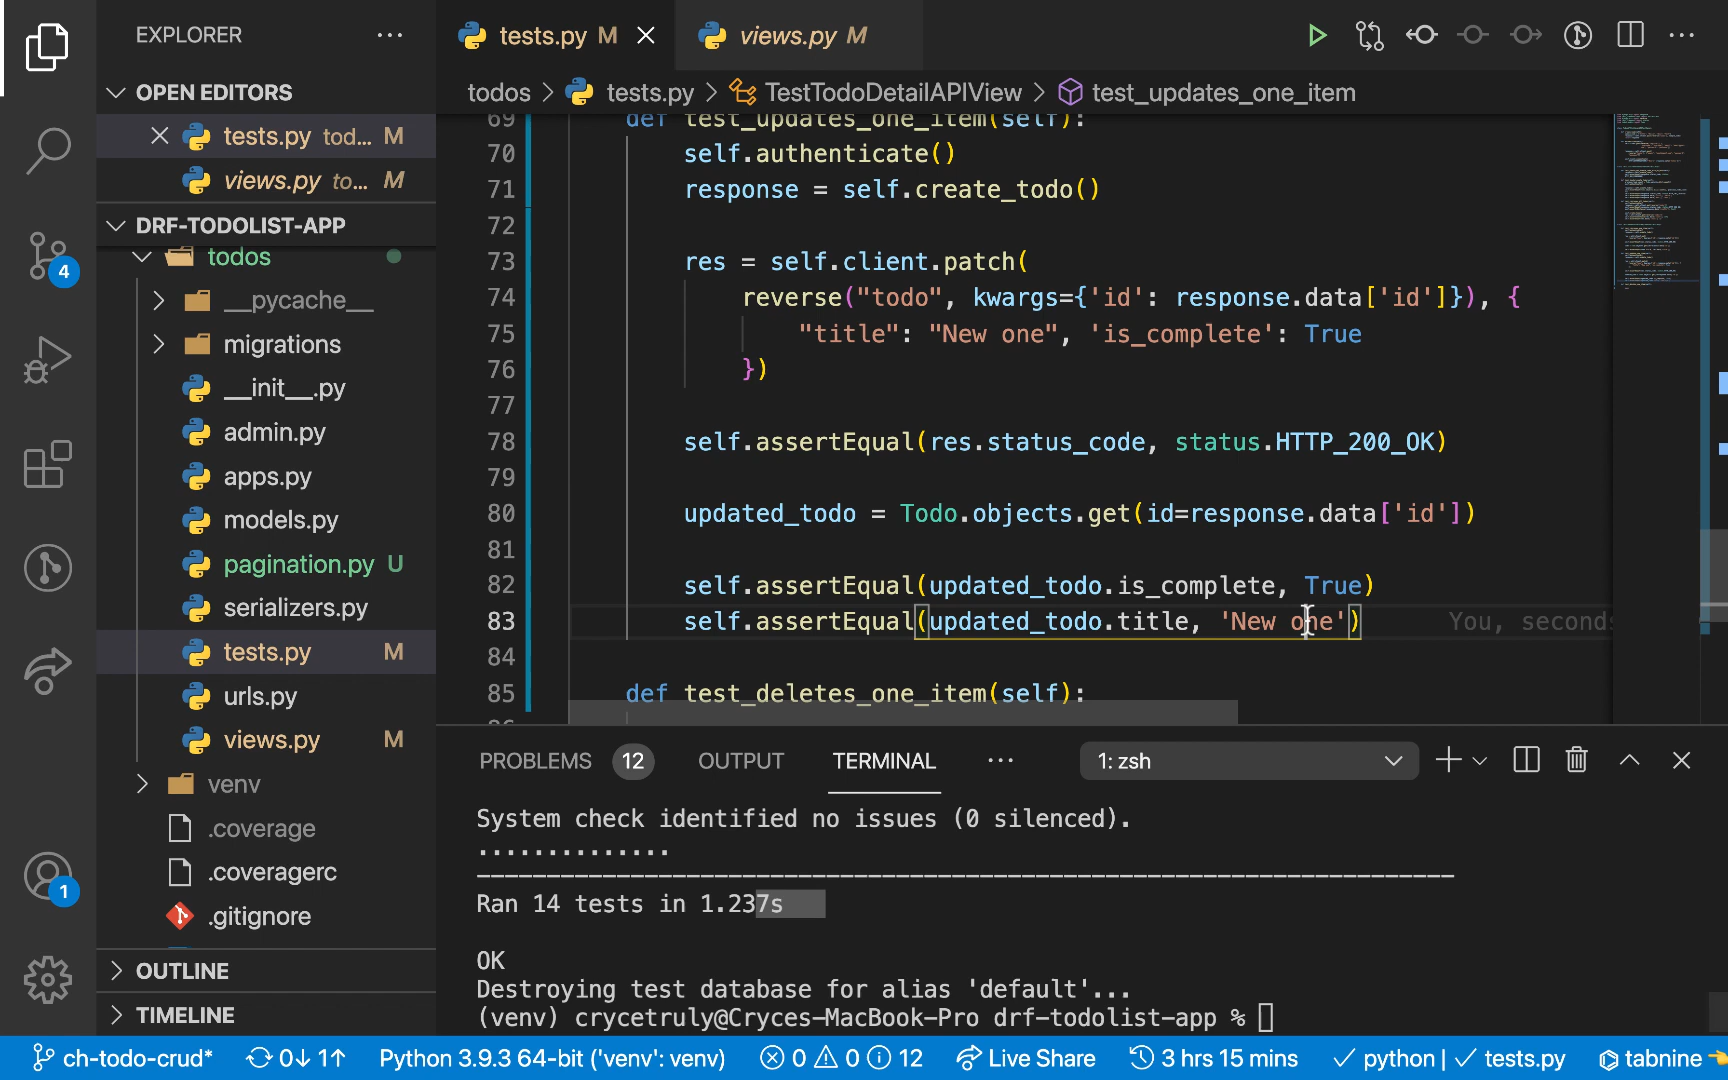 EXPLORER
OPEN EDITORS
tests.py tod... M
views.py to... M
DRF-TODOLIST-APP
todos
__pycache__
migrations
__init__.py
admin.py
apps.py
models.py
pagination.py U
serializers.py
tests.py M
urls.py
views.py M
venv
.coverage
.coveragerc
.gitignore
OUTLINE
TIMELINE
4
1
tests.py M
views.py M
todos > tests.py > TestTodoDetailAPIView > test_updates_one_item
69 def test_updates_one_item(self):
70 self.authenticate()
71 response = self.create_todo()
72
73 res = self.client.patch(
74 reverse("todo", kwargs={'id': response.data['id']}), {
75 "title": "New one", 'is_complete': True
76 })
77
78 self.assertEqual(res.status_code, status.HTTP_200_OK)
79
80 updated_todo = Todo.objects.get(id=response.data['id'])
81
82 self.assertEqual(updated_todo.is_complete, True)
83 self.assertEqual(updated_todo.title, 'New one') You, seconds
84
85 def test_deletes_one_item(self):
86
PROBLEMS 12 OUTPUT TERMINAL ... 1: zsh
System check identified no issues (0 silenced).
..............
----------------------------------------------------------------------
Ran 14 tests in 1.237s
OK
Destroying test database for alias 'default'...
(venv) crycetruly@Cryces-MacBook-Pro drf-todolist-app %
ch-todo-crud* 0↓ 1↑ Python 3.9.3 64-bit ('venv': venv) 0 0 12 Live Share 3 hrs 15 mins ✓ python | ✓ tests.py tabnine